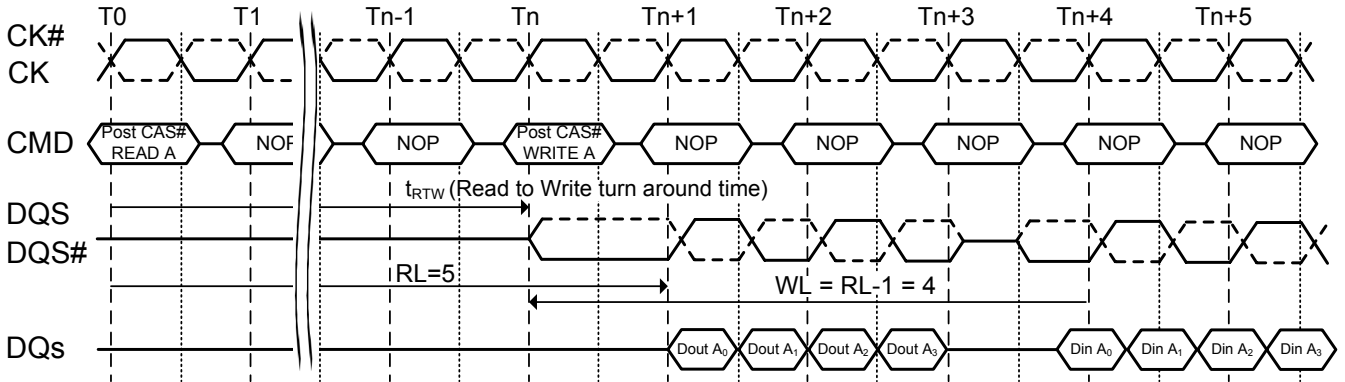 T0 T1 Tn-1 Tn Tn+1 Tn+2 Tn+3 Tn+4 Tn+5
CK#
CK
CMD
Post CAS# READ A
NOP
NOP
Post CAS# WRITE A
NOP
NOP
NOP
NOP
NOP
tRTW (Read to Write turn around time)
DQS
DQS#
RL=5
WL = RL-1 = 4
DQs
Dout A0 Dout A1 Dout A2 Dout A3 Din A0 Din A1 Din A2 Din A3